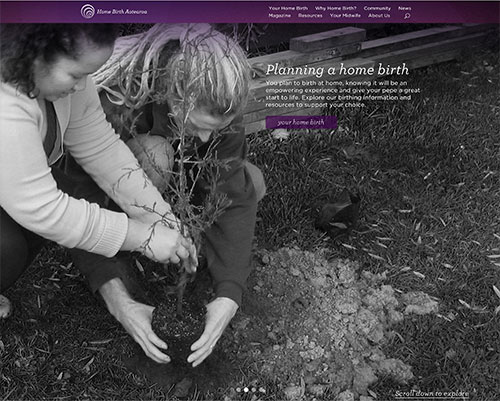 Home Birth Aotearoa
Your Home Birth Why Home Birth? Community News
Magazine Resources Your Midwife About Us
Planning a home birth
You plan to birth at home, knowing it will be an
empowering experience and give your pepe a great
start to life. Explore our birthing information and
resources to support your choice.
your home birth
Scroll down to explore